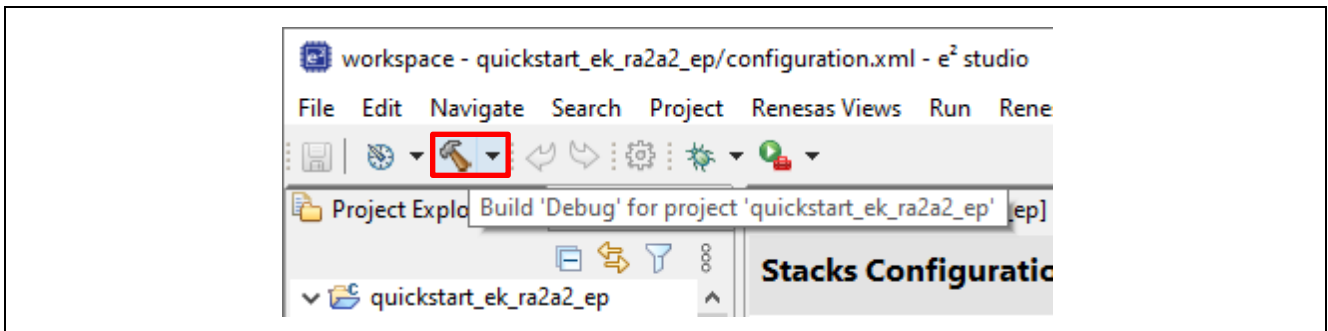 workspace - quickstart_ek_ra2a2_ep/configuration.xml - e² studio
File Edit Navigate Search Project Renesas Views Run Rene
Project Explo Build 'Debug' for project 'quickstart_ek_ra2a2_ep' ep]
Stacks Configuratio
quickstart_ek_ra2a2_ep